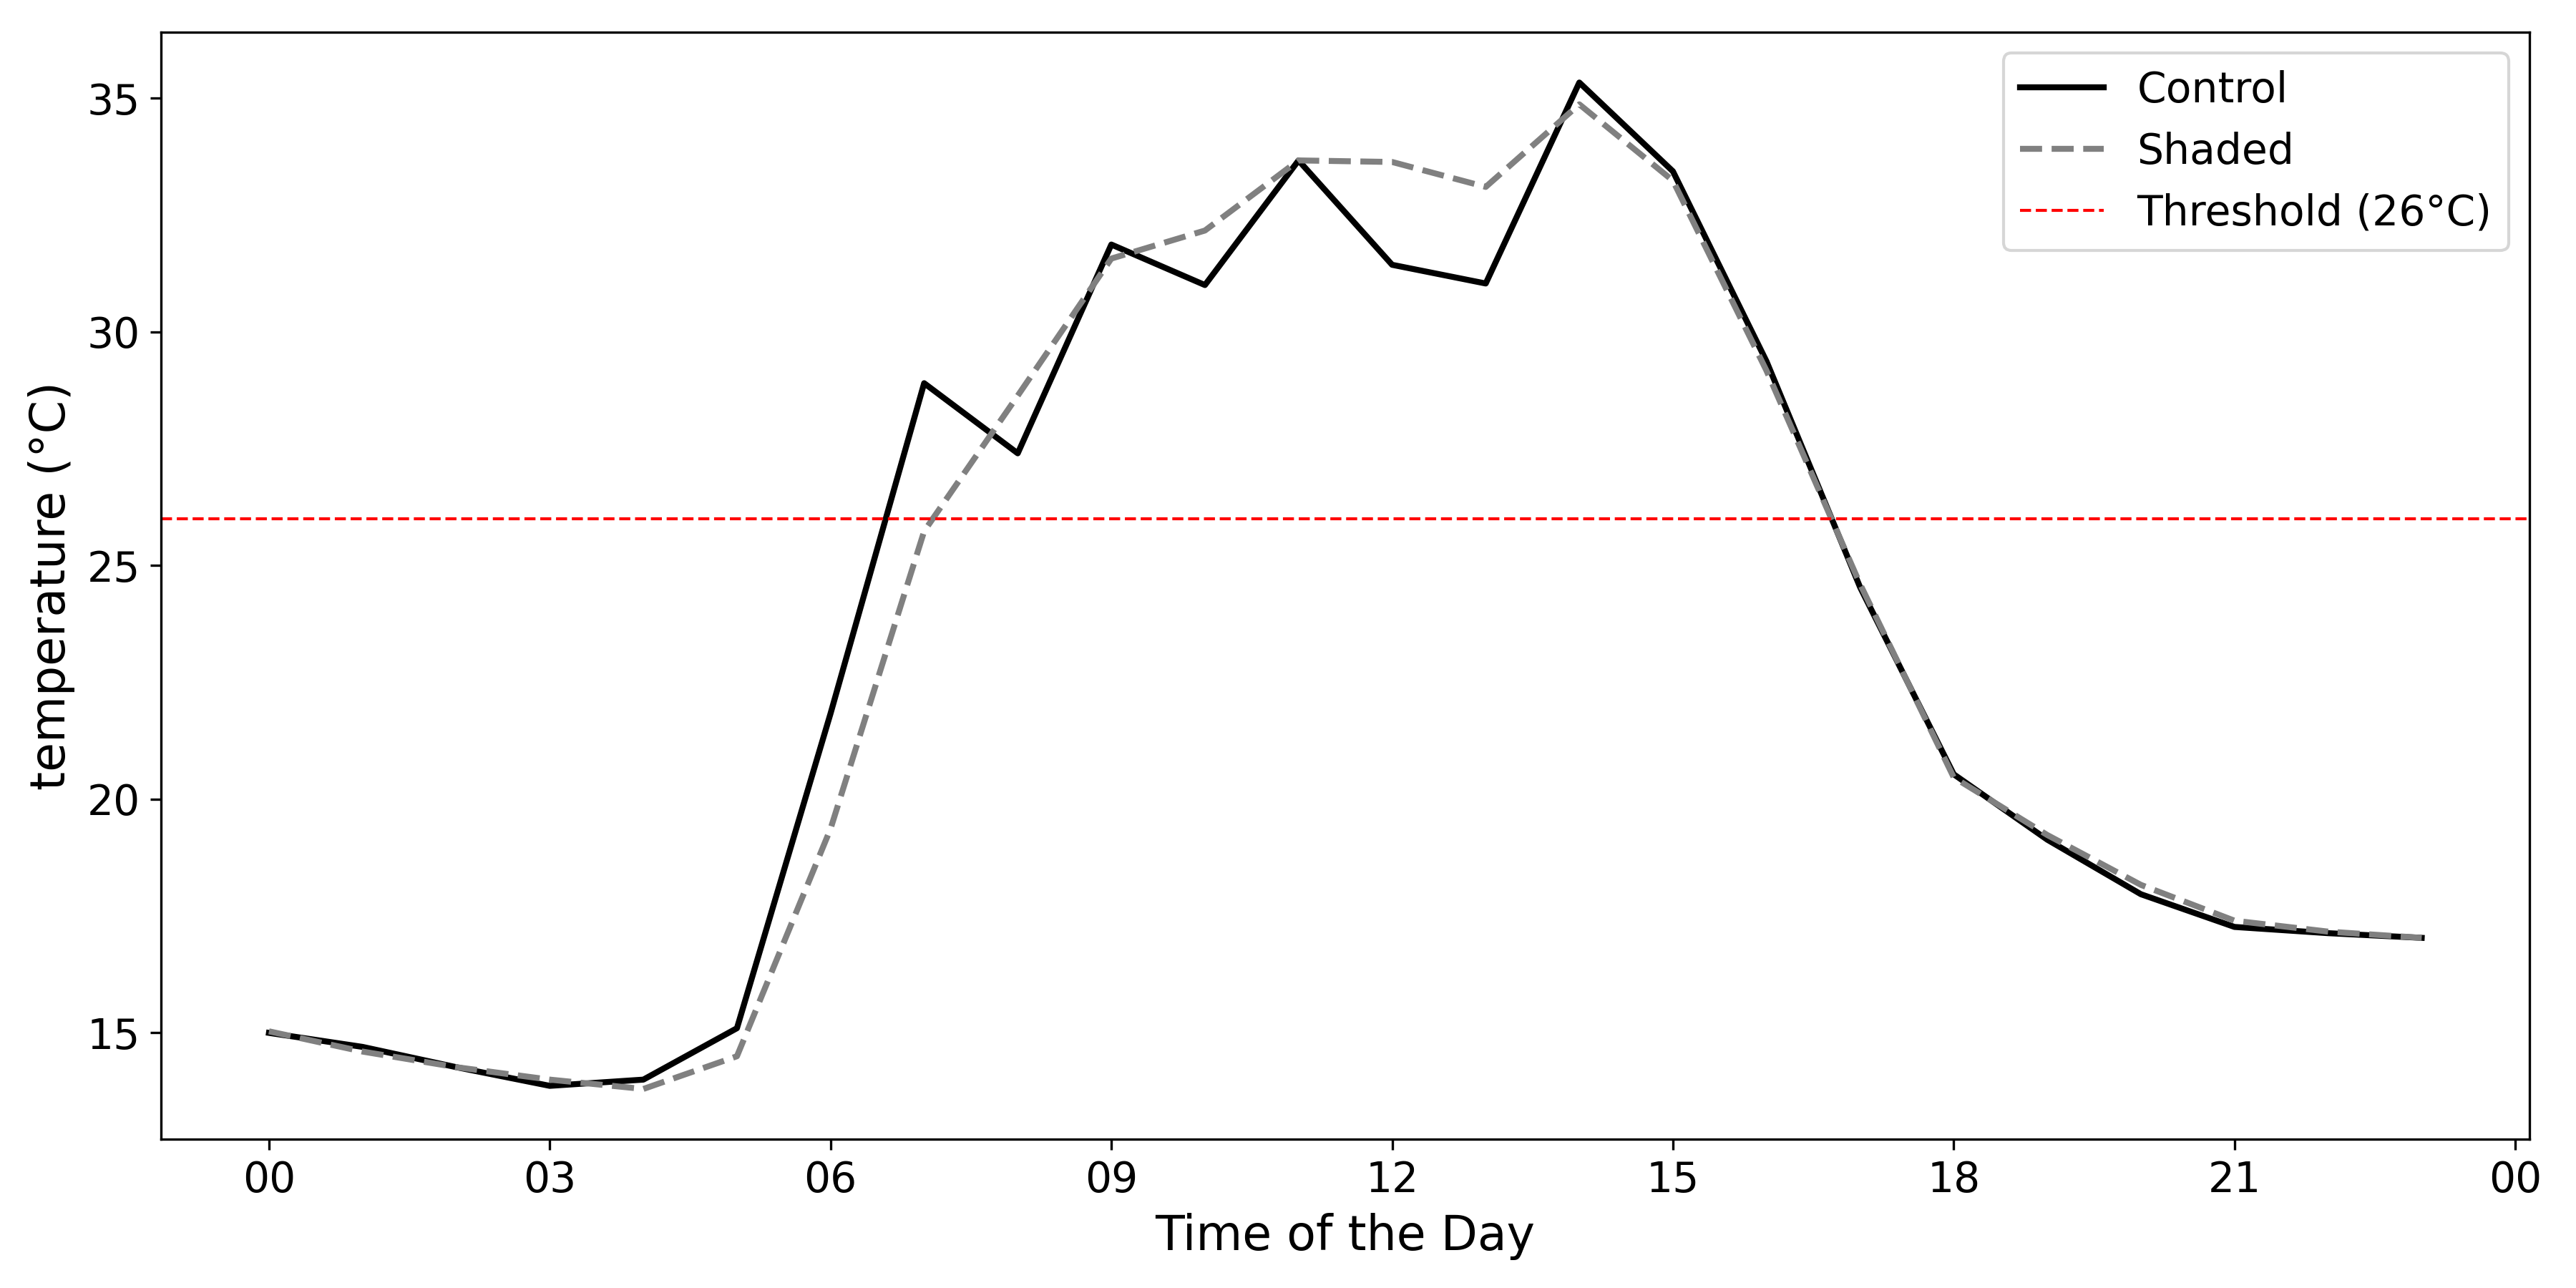 Control
Shaded
Threshold (26°C)
temperature (°C)
35
30
25
20
15
00 03 06 09 12 15 18 21 00
Time of the Day